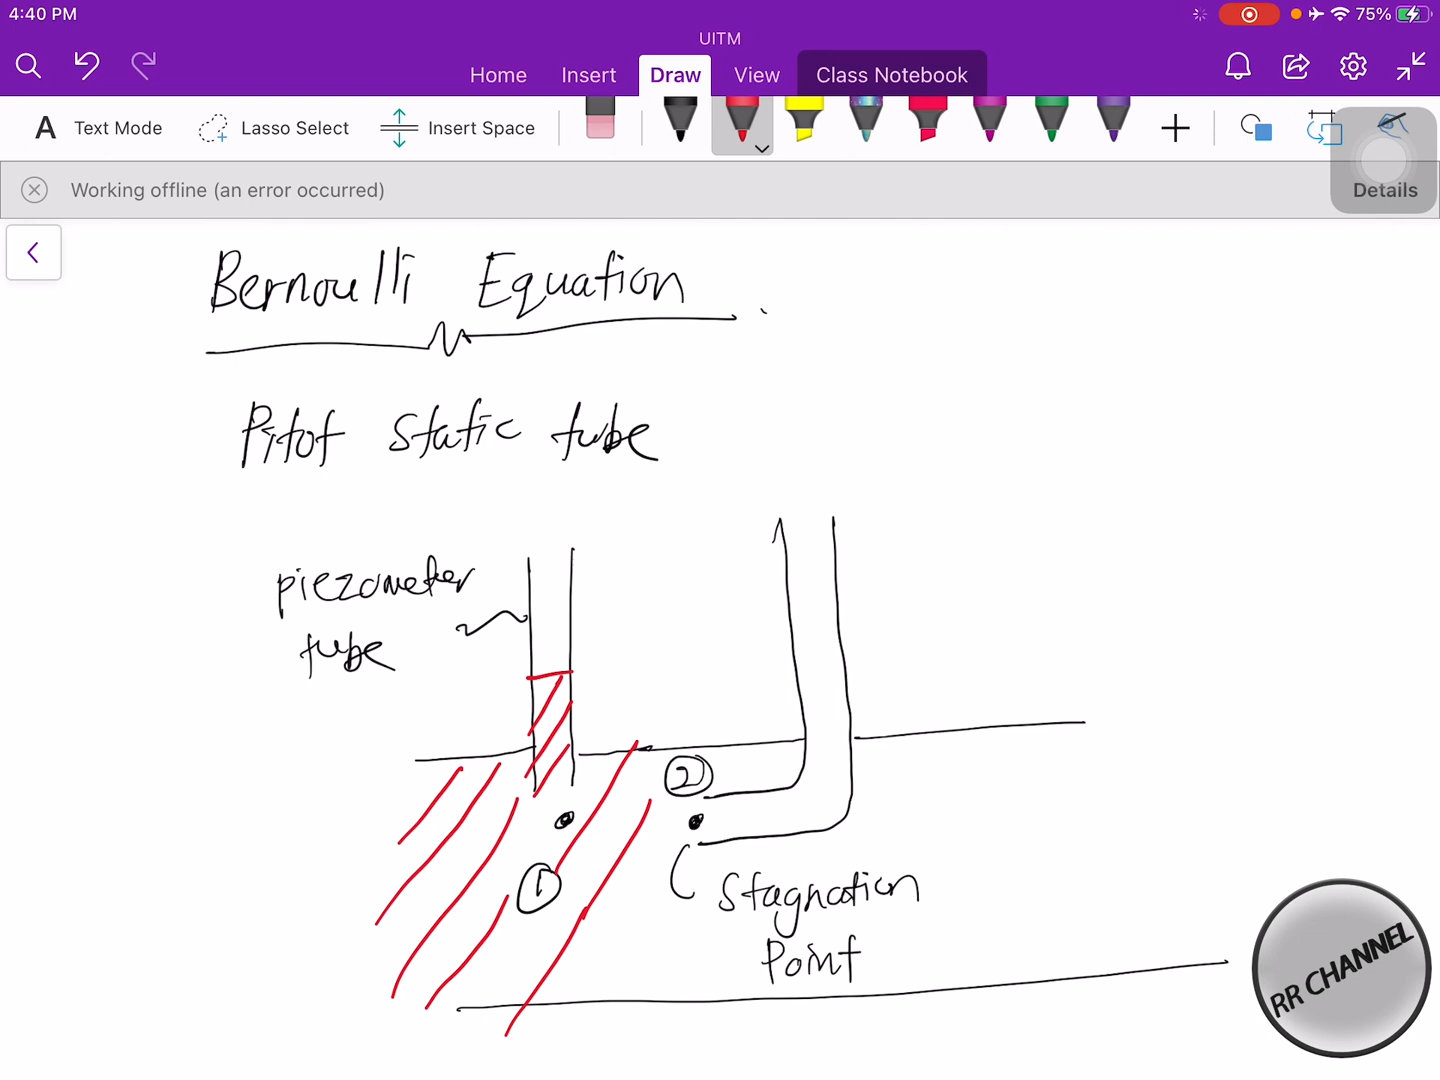 4:40 PM
75%
UITM
Home Insert Draw View Class Notebook
Text Mode Lasso Select Insert Space
Working offline (an error occurred)
Details
Bernoulli Equation
Pitot static tube
piezometer
tube
2
1
Stagnation
Point
RR CHANNEL